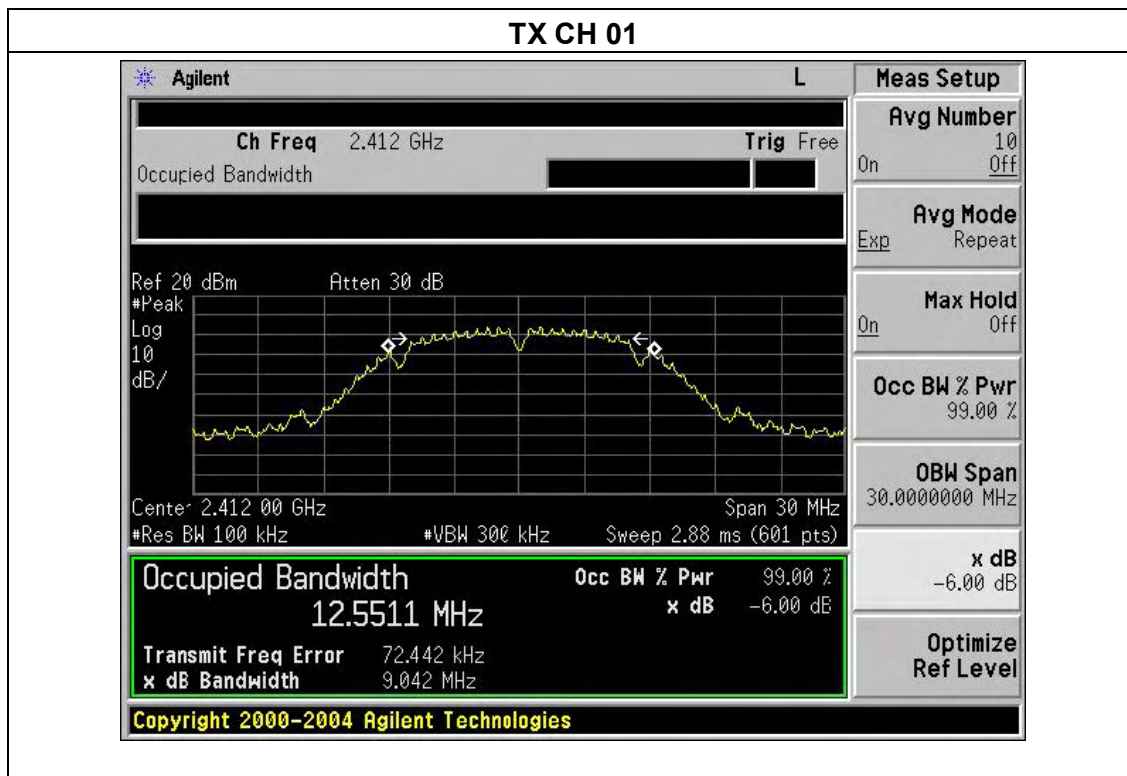 TX CH 01
Agilent L
Ch Freq 2.412 GHz Trig Free
Occupied Bandwidth
Ref 20 dBm Atten 30 dB
#Peak
Log
10
dB/
Center 2.412 00 GHz Span 30 MHz
#Res BW 100 kHz #VBW 300 kHz Sweep 2.88 ms (601 pts)
Occupied Bandwidth Occ BW % Pwr 99.00 %
12.5511 MHz x dB -6.00 dB
Transmit Freq Error 72.442 kHz
x dB Bandwidth 9.042 MHz
Copyright 2000-2004 Agilent Technologies
Meas Setup
Avg Number
10
On Off
Avg Mode
Exp Repeat
Max Hold
On Off
Occ BW % Pwr
99.00 %
OBW Span
30.0000000 MHz
x dB
-6.00 dB
Optimize
Ref Level